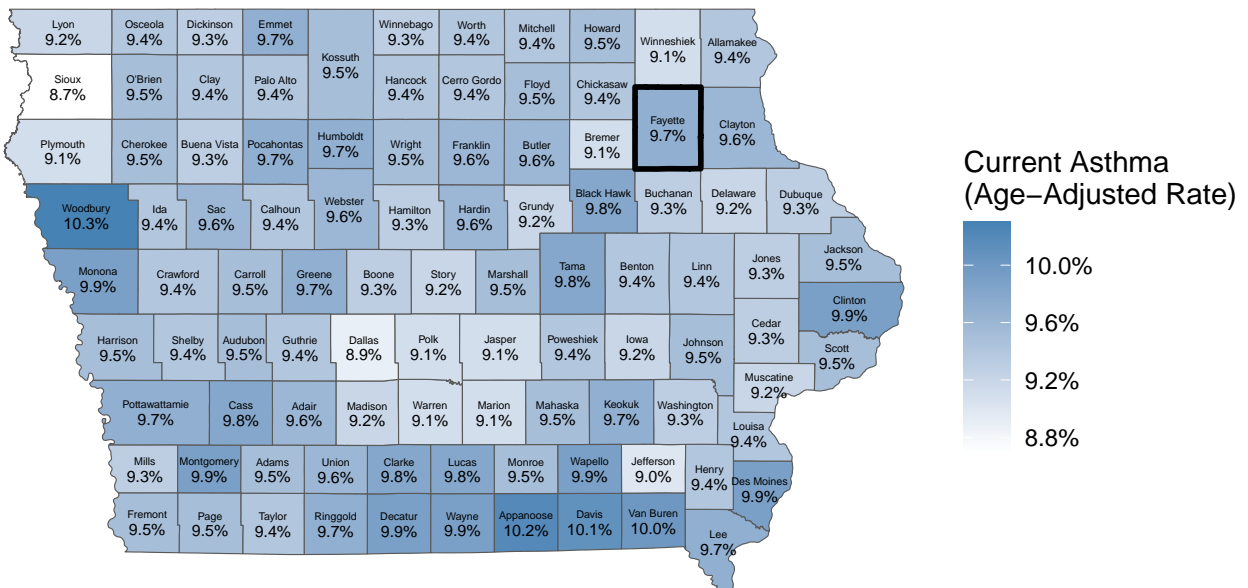 Lyon
9.2%
Osceola
9.4%
Dickinson
9.3%
Emmet
9.7%
Kossuth
9.5%
Winnebago
9.3%
Worth
9.4%
Mitchell
9.4%
Howard
9.5%
Winneshiek
9.1%
Allamakee
9.4%
Sioux
8.7%
O'Brien
9.5%
Clay
9.4%
Palo Alto
9.4%
Hancock
9.4%
Cerro Gordo
9.4%
Floyd
9.5%
Chickasaw
9.4%
Fayette
9.7%
Clayton
9.6%
Plymouth
9.1%
Cherokee
9.5%
Buena Vista
9.3%
Pocahontas
9.7%
Humboldt
9.7%
Wright
9.5%
Franklin
9.6%
Butler
9.6%
Bremer
9.1%
Woodbury
10.3%
Ida
9.4%
Sac
9.6%
Calhoun
9.4%
Webster
9.6%
Hamilton
9.3%
Hardin
9.6%
Grundy
9.2%
Black Hawk
9.8%
Buchanan
9.3%
Delaware
9.2%
Dubuque
9.3%
Monona
9.9%
Crawford
9.4%
Carroll
9.5%
Greene
9.7%
Boone
9.3%
Story
9.2%
Marshall
9.5%
Tama
9.8%
Benton
9.4%
Linn
9.4%
Jones
9.3%
Jackson
9.5%
Clinton
9.9%
Harrison
9.5%
Shelby
9.4%
Audubon
9.5%
Guthrie
9.4%
Dallas
8.9%
Polk
9.1%
Jasper
9.1%
Poweshiek
9.4%
Iowa
9.2%
Johnson
9.5%
Cedar
9.3%
Scott
9.5%
Muscatine
9.2%
Pottawattamie
9.7%
Cass
9.8%
Adair
9.6%
Madison
9.2%
Warren
9.1%
Marion
9.1%
Mahaska
9.5%
Keokuk
9.7%
Washington
9.3%
Louisa
9.4%
Mills
9.3%
Montgomery
9.9%
Adams
9.5%
Union
9.6%
Clarke
9.8%
Lucas
9.8%
Monroe
9.5%
Wapello
9.9%
Jefferson
9.0%
Henry
9.4%
Des Moines
9.9%
Fremont
9.5%
Page
9.5%
Taylor
9.4%
Ringgold
9.7%
Decatur
9.9%
Wayne
9.9%
Appanoose
10.2%
Davis
10.1%
Van Buren
10.0%
Lee
9.7%
Current Asthma
(Age−Adjusted Rate)
10.0%
9.6%
9.2%
8.8%